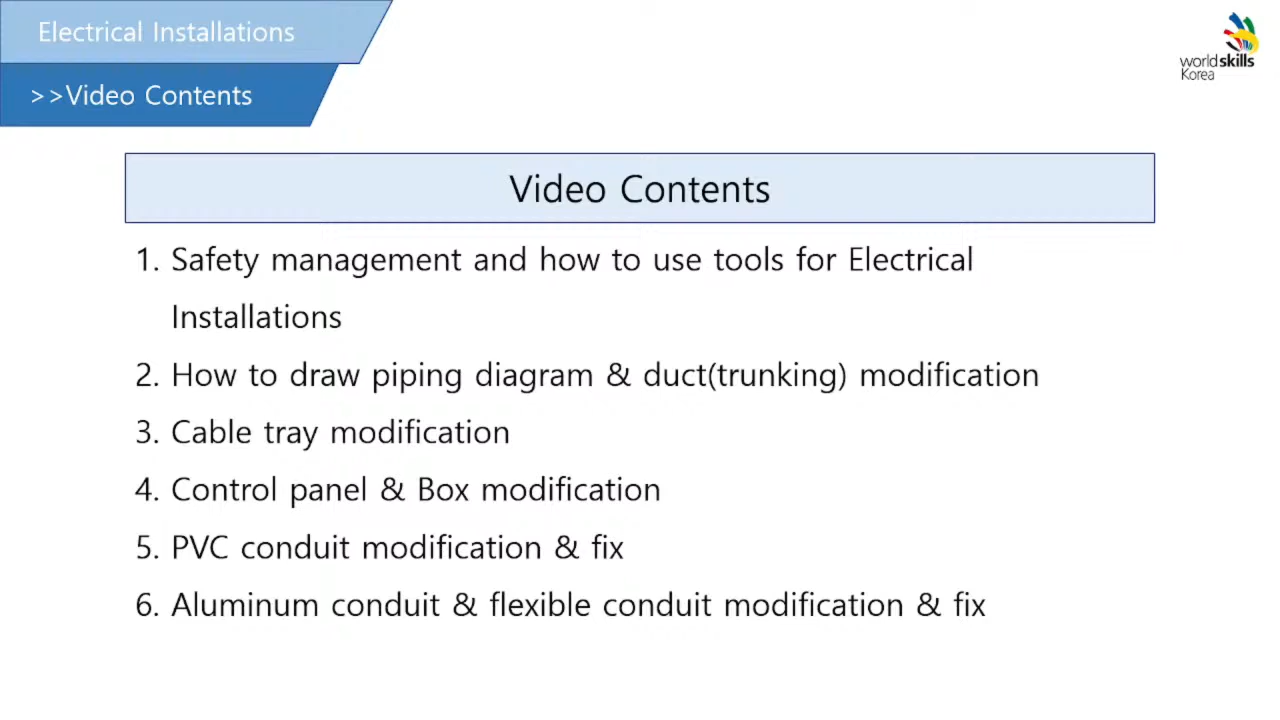 Electrical Installations
>>Video Contents
worldskills
Korea
Video Contents
1. Safety management and how to use tools for Electrical
Installations
2. How to draw piping diagram & duct(trunking) modification
3. Cable tray modification
4. Control panel & Box modification
5. PVC conduit modification & fix
6. Aluminum conduit & flexible conduit modification & fix